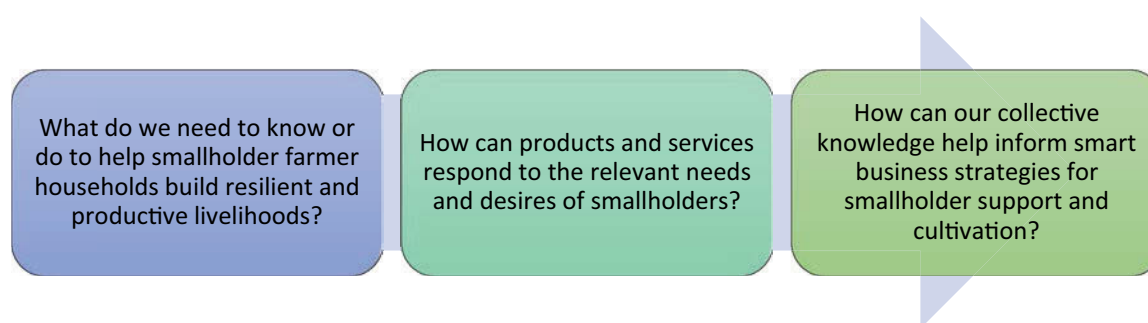 What do we need to know or
do to help smallholder farmer
households build resilient and
productive livelihoods?
How can products and services
respond to the relevant needs
and desires of smallholders?
How can our collective
knowledge help inform smart
business strategies for
smallholder support and
cultivation?